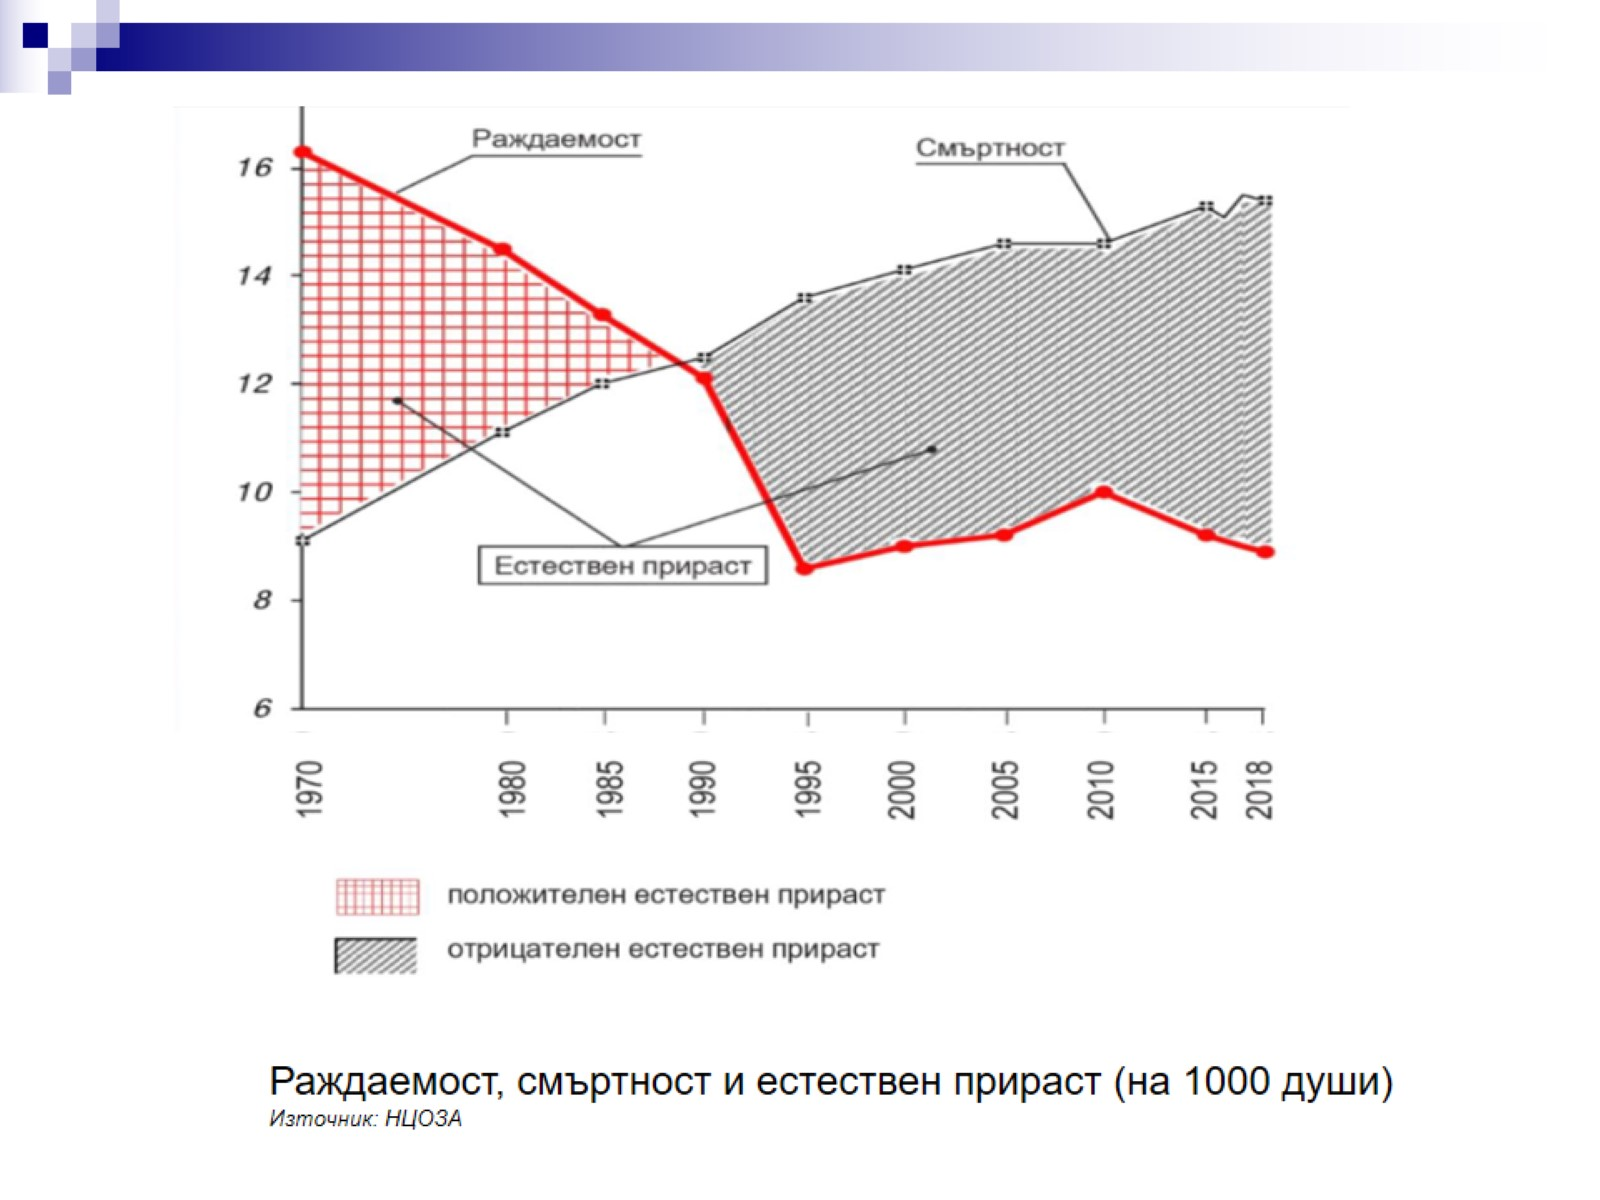 Раждаемост
Смъртност
16
14
12
10
8
6
Естествен прираст
1970
1980
1985
1990
1995
2000
2005
2010
2015
2018
положителен естествен прираст
отрицателен естествен прираст
Раждаемост, смъртност и естествен прираст (на 1000 души)
Източник: НЦОЗА